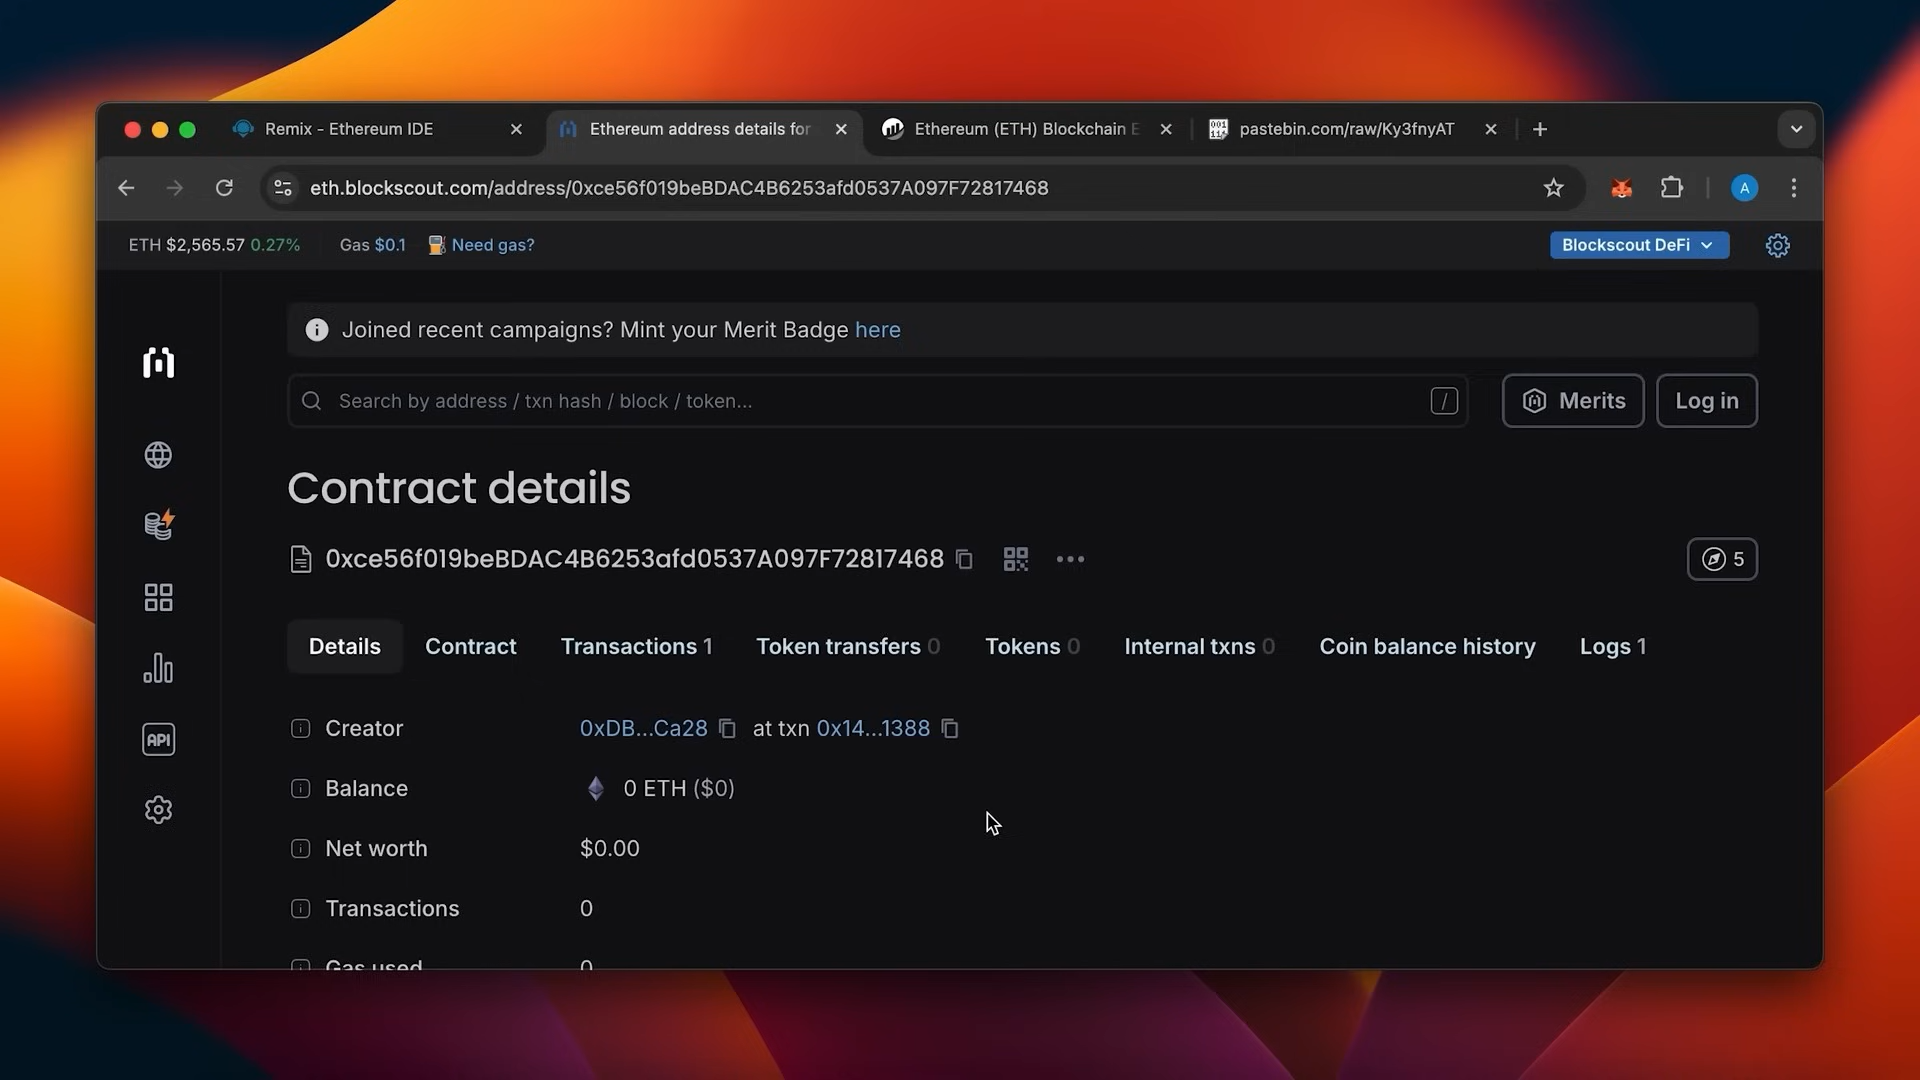 Remix - Ethereum IDE
Ethereum address details for
Ethereum (ETH) Blockchain E
pastebin.com/raw/Ky3fnyAT
eth.blockscout.com/address/0xce56f019beBDAC4B6253afd0537A097F72817468
A
ETH $2,565.57 0.27%
Gas $0.1
Need gas?
Blockscout DeFi
Joined recent campaigns? Mint your Merit Badge here
Search by address / txn hash / block / token...
/
Merits
Log in
Contract details
0xce56f019beBDAC4B6253afd0537A097F72817468
5
Details
Contract
Transactions 1
Token transfers 0
Tokens 0
Internal txns 0
Coin balance history
Logs 1
Creator
0xDB...Ca28
at txn 0x14...1388
Balance
0 ETH ($0)
API
Net worth
$0.00
Transactions
0
Gas used
0